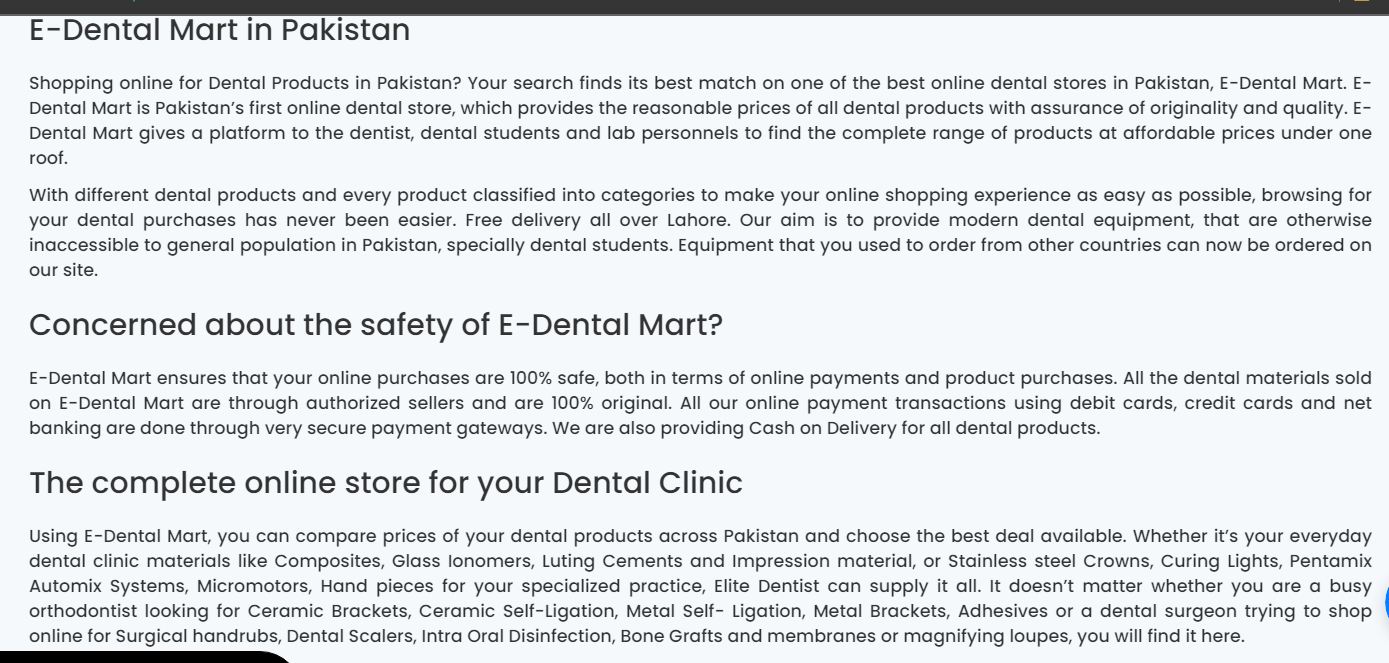 E-Dental Mart in Pakistan
Shopping online for Dental Products in Pakistan? Your search finds its best match on one of the best online dental stores in Pakistan, E-Dental Mart. E-
Dental Mart is Pakistan’s first online dental store, which provides the reasonable prices of all dental products with assurance of originality and quality. E-
Dental Mart gives a platform to the dentist, dental students and lab personnels to find the complete range of products at affordable prices under one
roof.
With different dental products and every product classified into categories to make your online shopping experience as easy as possible, browsing for
your dental purchases has never been easier. Free delivery all over Lahore. Our aim is to provide modern dental equipment, that are otherwise
inaccessible to general population in Pakistan, specially dental students. Equipment that you used to order from other countries can now be ordered on
our site.
Concerned about the safety of E-Dental Mart?
E-Dental Mart ensures that your online purchases are 100% safe, both in terms of online payments and product purchases. All the dental materials sold
on E-Dental Mart are through authorized sellers and are 100% original. All our online payment transactions using debit cards, credit cards and net
banking are done through very secure payment gateways. We are also providing Cash on Delivery for all dental products.
The complete online store for your Dental Clinic
Using E-Dental Mart, you can compare prices of your dental products across Pakistan and choose the best deal available. Whether it’s your everyday
dental clinic materials like Composites, Glass Ionomers, Luting Cements and Impression material, or Stainless steel Crowns, Curing Lights, Pentamix
Automix Systems, Micromotors, Hand pieces for your specialized practice, Elite Dentist can supply it all. It doesn’t matter whether you are a busy
orthodontist looking for Ceramic Brackets, Ceramic Self-Ligation, Metal Self- Ligation, Metal Brackets, Adhesives or a dental surgeon trying to shop
online for Surgical handrubs, Dental Scalers, Intra Oral Disinfection, Bone Grafts and membranes or magnifying loupes, you will find it here.